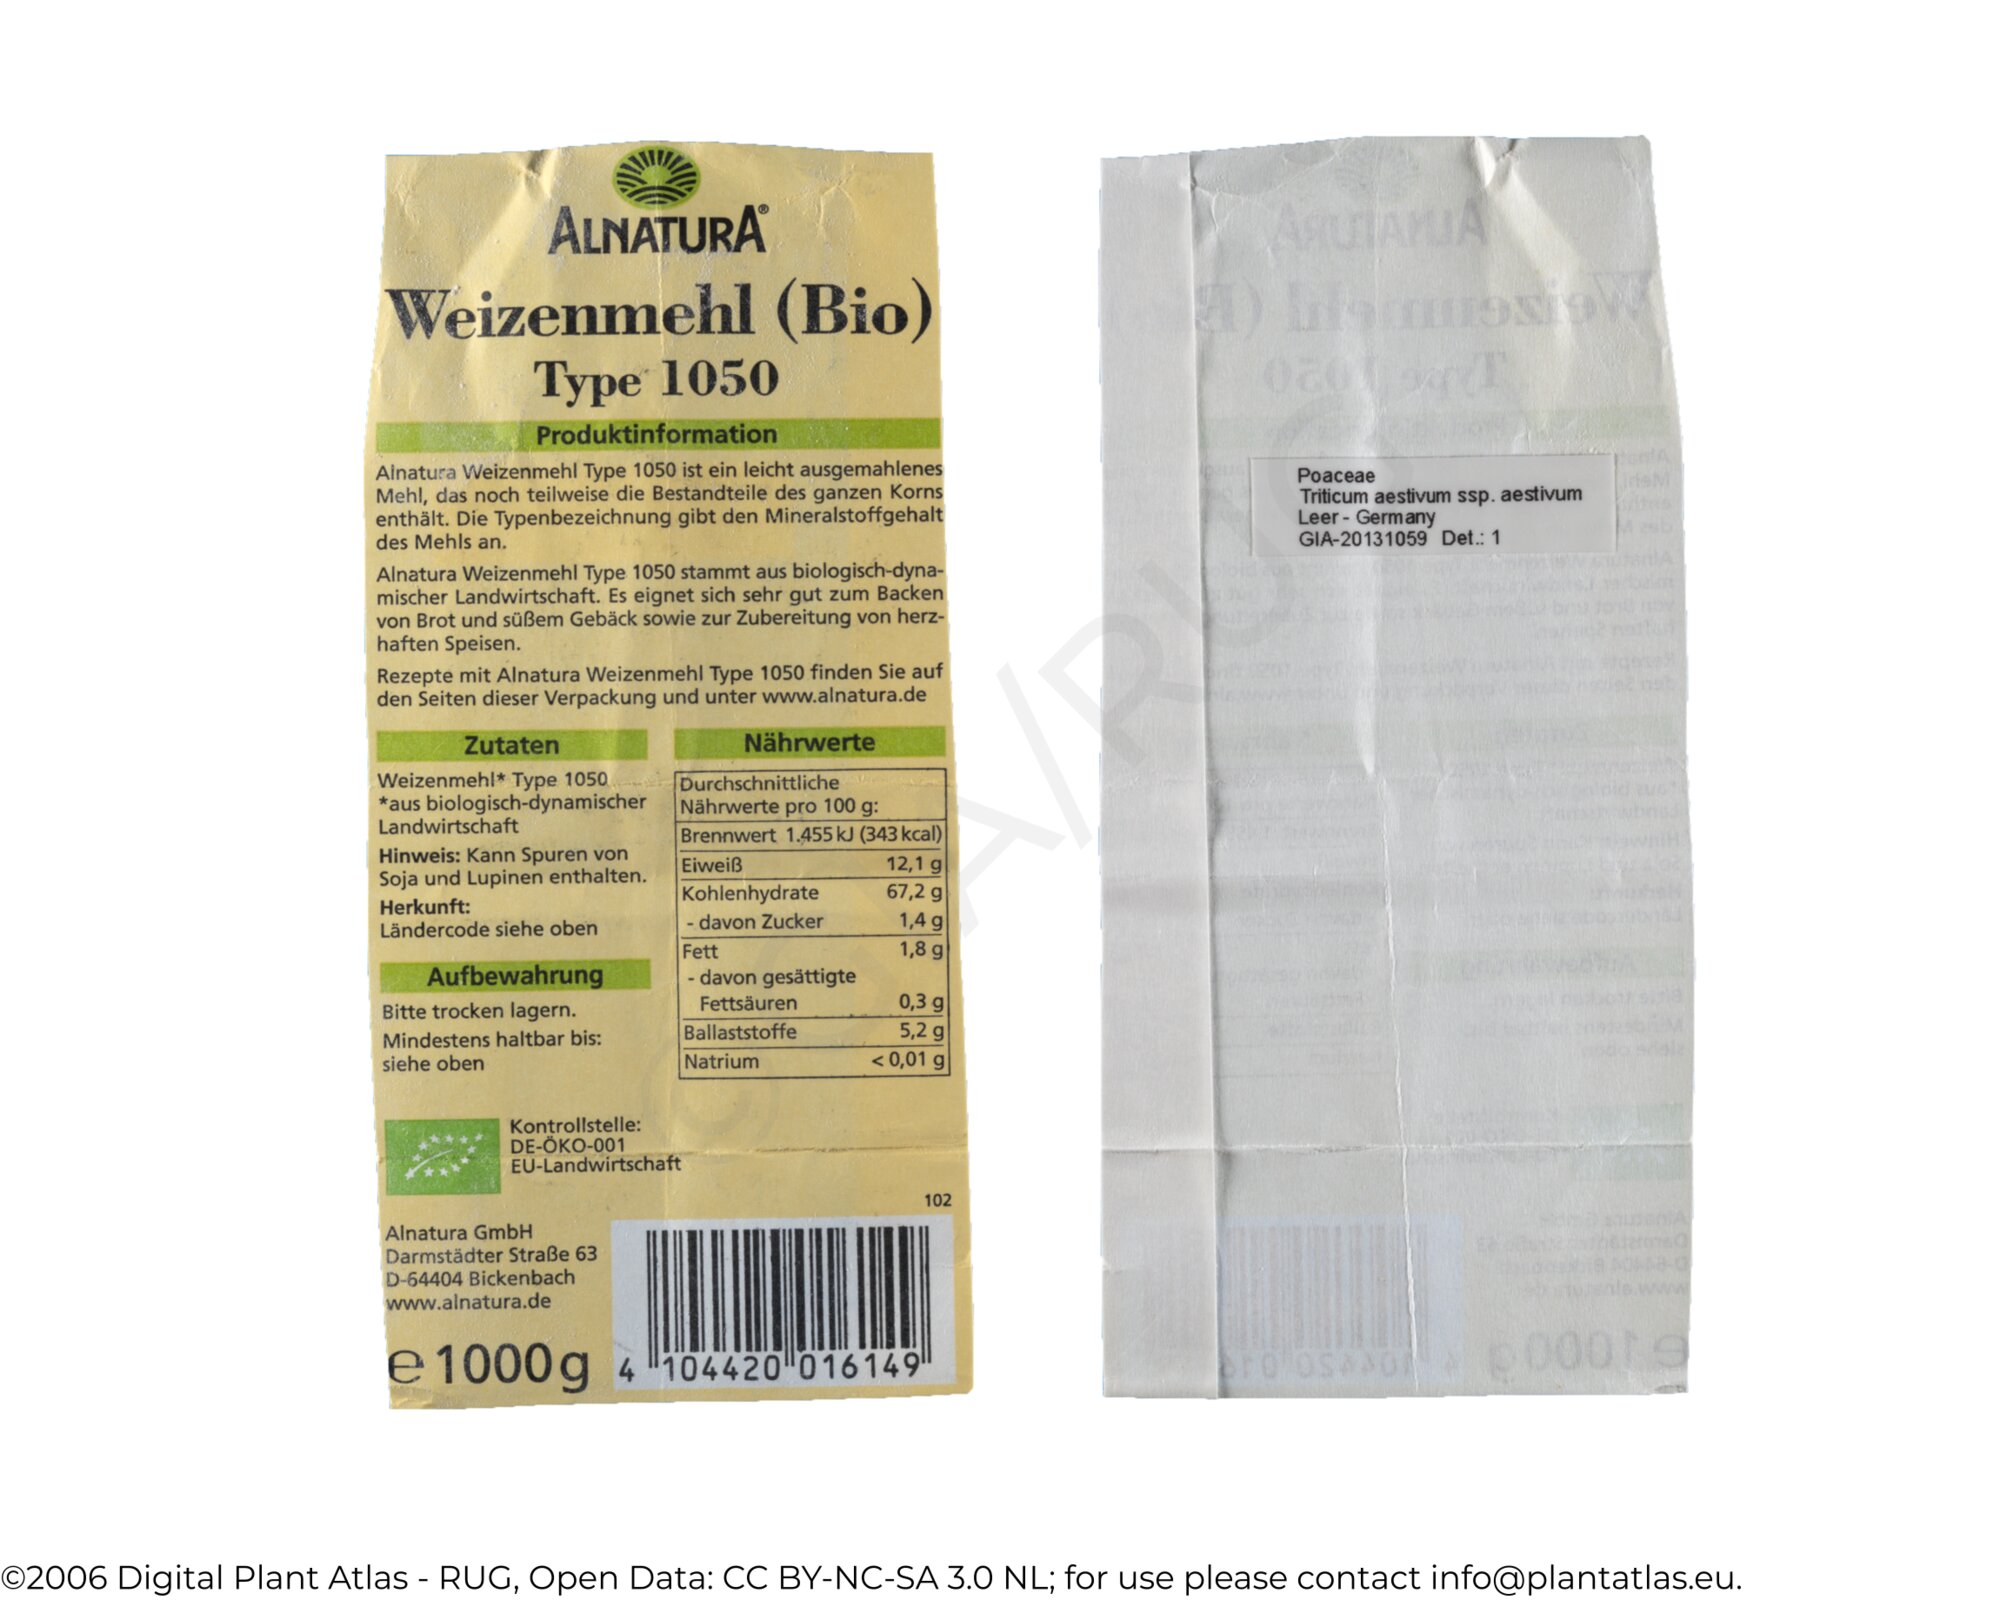 ALNATURA®
Weizenmehl (Bio)
Type 1050
Produktinformation
Alnatura Weizenmehl Type 1050 ist ein leicht ausgemahlenes
Mehl, das noch teilweise die Bestandteile des ganzen Korns
enthält. Die Typenbezeichnung gibt den Mineralstoffgehalt
des Mehls an.
Alnatura Weizenmehl Type 1050 stammt aus biologisch-dyna-
mischer Landwirtschaft. Es eignet sich sehr gut zum Backen
von Brot und süßem Gebäck sowie zur Zubereitung von herz-
haften Speisen.
Rezepte mit Alnatura Weizenmehl Type 1050 finden Sie auf
den Seiten dieser Verpackung und unter www.alnatura.de
Zutaten
Weizenmehl* Type 1050
*aus biologisch-dynamischer
Landwirtschaft
Hinweis: Kann Spuren von
Soja und Lupinen enthalten.
Herkunft:
Ländercode siehe oben
Aufbewahrung
Bitte trocken lagern.
Mindestens haltbar bis:
siehe oben
Nährwerte
Durchschnittliche
Nährwerte pro 100 g:
Brennwert 1.455 kJ (343 kcal)
Eiweiß 12,1 g
Kohlenhydrate 67,2 g
- davon Zucker 1,4 g
Fett 1,8 g
- davon gesättigte
Fettsäuren 0,3 g
Ballaststoffe 5,2 g
Natrium < 0,01 g
Kontrollstelle:
DE-ÖKO-001
EU-Landwirtschaft
102
Alnatura GmbH
Darmstädter Straße 63
D-64404 Bickenbach
www.alnatura.de
e 1000 g
4 104420 016149
Poaceae
Triticum aestivum ssp. aestivum
Leer - Germany
GIA-20131059 Det.: 1
© GIA/RUG
©2006 Digital Plant Atlas - RUG, Open Data: CC BY-NC-SA 3.0 NL; for use please contact info@plantatlas.eu.